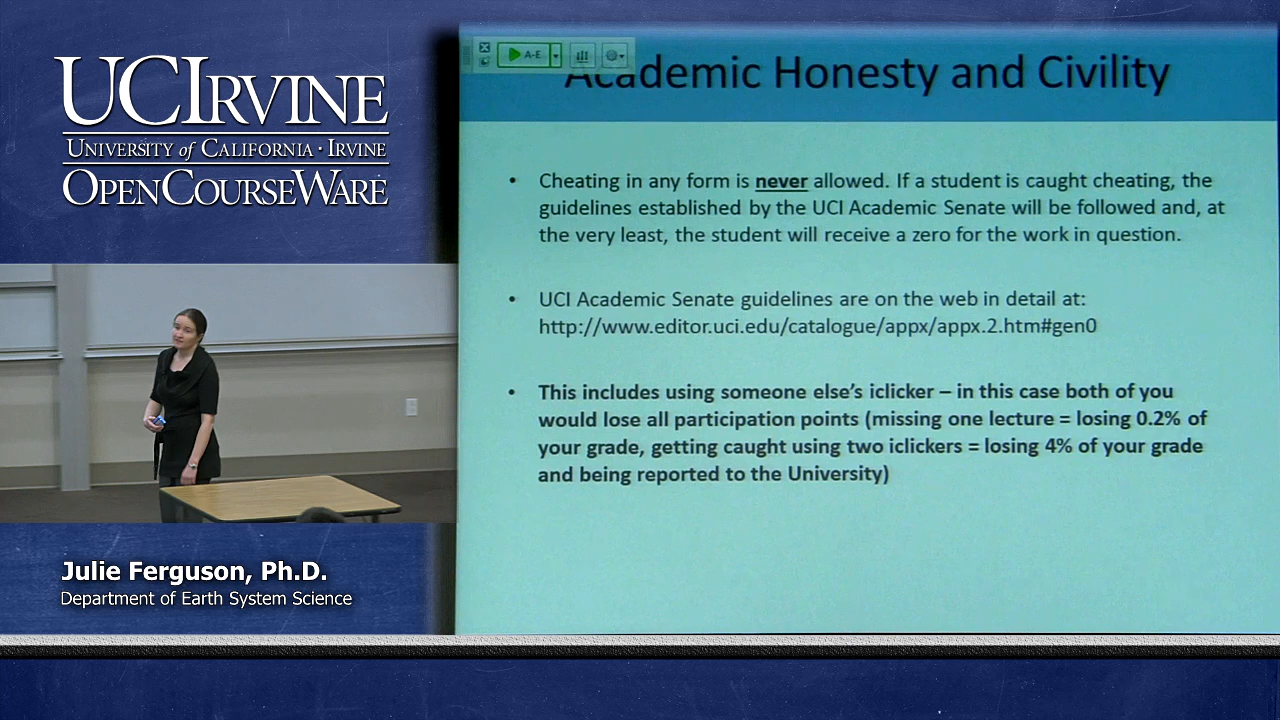 UCIRVINE
UNIVERSITY of CALIFORNIA · IRVINE
OPENCOURSEWARE
A-E
Academic Honesty and Civility
• Cheating in any form is never allowed. If a student is caught cheating, the
guidelines established by the UCI Academic Senate will be followed and, at
the very least, the student will receive a zero for the work in question.
• UCI Academic Senate guidelines are on the web in detail at:
http://www.editor.uci.edu/catalogue/appx/appx.2.htm#gen0
• This includes using someone else's iclicker – in this case both of you
would lose all participation points (missing one lecture = losing 0.2% of
your grade, getting caught using two iclickers = losing 4% of your grade
and being reported to the University)
Julie Ferguson, Ph.D.
Department of Earth System Science